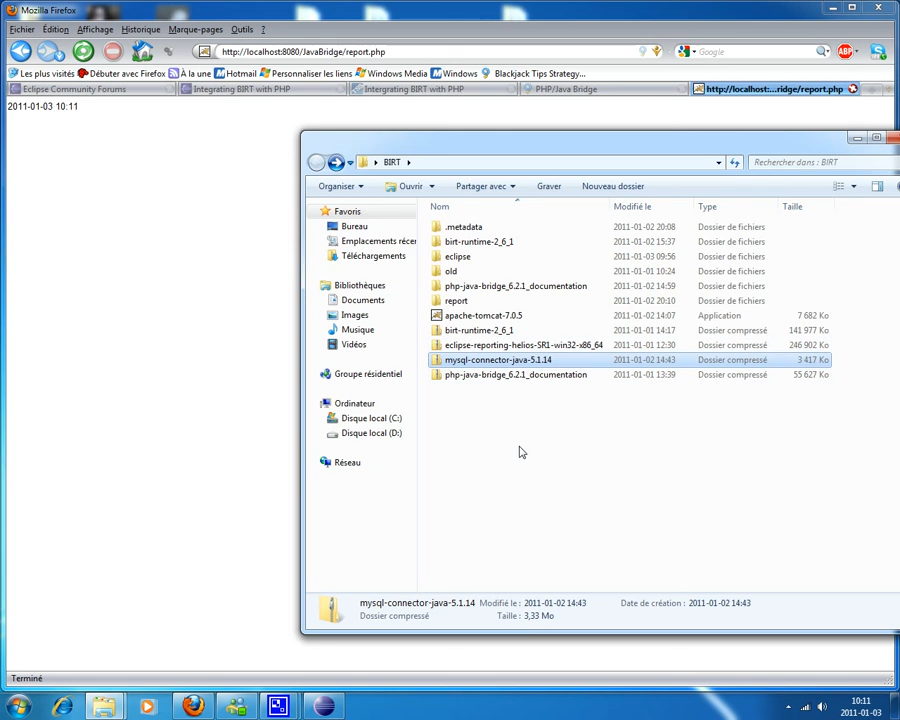 Mozilla Firefox
Fichier Édition Affichage Historique Marque-pages Outils ?
http://localhost:8080/JavaBridge/report.php Google ABP
Les plus visités Débuter avec Firefox À la une Hotmail Personnaliser les liens Windows Media Windows Blackjack Tips Strategy...
Eclipse Community Forums Integrating BIRT with PHP Intergrating BIRT with PHP PHP/Java Bridge http://localhost:...ridge/report.php
2011-01-03 10:11
BIRT Rechercher dans : BIRT
Organiser Ouvrir Partager avec Graver Nouveau dossier
Nom Modifié le Type Taille
Favoris
Bureau
Emplacements récer
Téléchargements
Bibliothèques
Documents
Images
Musique
Vidéos
Groupe résidentiel
Ordinateur
Disque local (C:)
Disque local (D:)
Réseau
.metadata 2011-01-02 20:08 Dossier de fichiers
birt-runtime-2_6_1 2011-01-02 15:37 Dossier de fichiers
eclipse 2011-01-03 09:56 Dossier de fichiers
old 2011-01-01 10:24 Dossier de fichiers
php-java-bridge_6.2.1_documentation 2011-01-02 14:59 Dossier de fichiers
report 2011-01-02 20:10 Dossier de fichiers
apache-tomcat-7.0.5 2011-01-02 14:07 Application 7 682 Ko
birt-runtime-2_6_1 2011-01-01 14:17 Dossier compressé 141 977 Ko
eclipse-reporting-helios-SR1-win32-x86_64 2011-01-01 12:30 Dossier compressé 246 902 Ko
mysql-connector-java-5.1.14 2011-01-02 14:43 Dossier compressé 3 417 Ko
php-java-bridge_6.2.1_documentation 2011-01-01 13:39 Dossier compressé 55 627 Ko
mysql-connector-java-5.1.14 Modifié le : 2011-01-02 14:43 Date de création : 2011-01-02 14:43
Dossier compressé Taille : 3,33 Mo
Terminé
10:11
2011-01-03